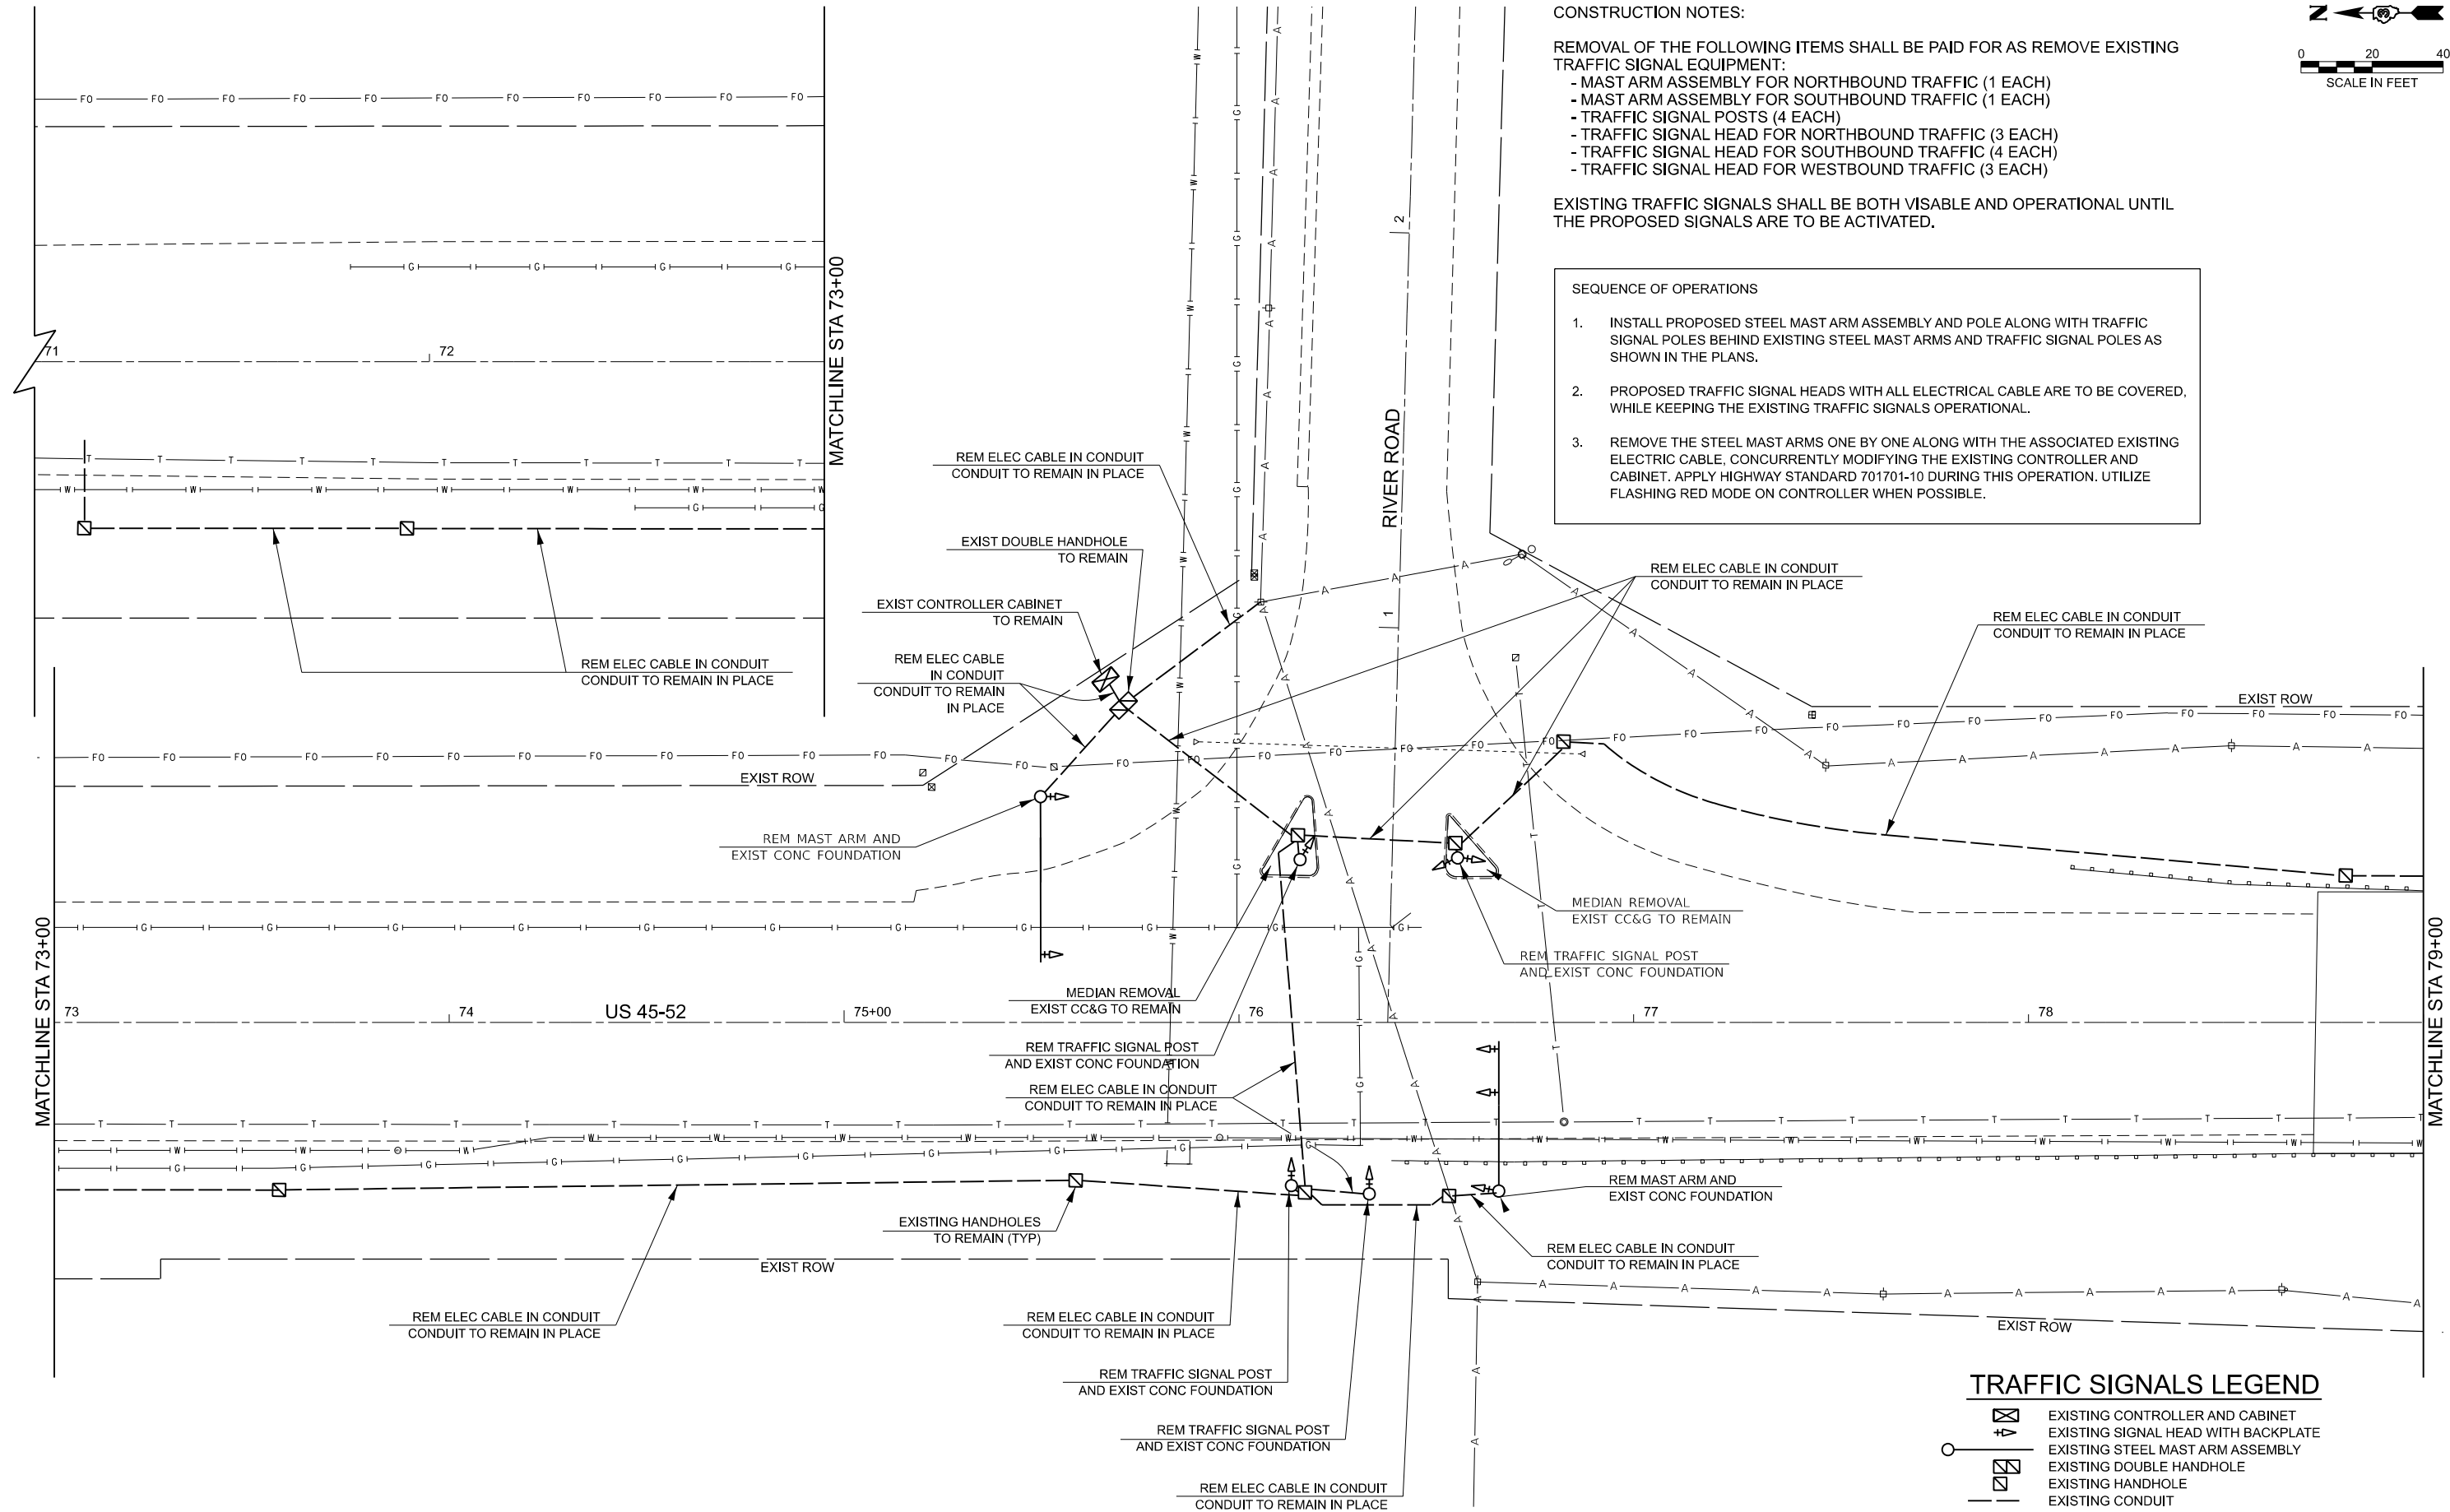 CONSTRUCTION NOTES:
REMOVAL OF THE FOLLOWING ITEMS SHALL BE PAID FOR AS REMOVE EXISTING
TRAFFIC SIGNAL EQUIPMENT:
- MAST ARM ASSEMBLY FOR NORTHBOUND TRAFFIC (1 EACH)
- MAST ARM ASSEMBLY FOR SOUTHBOUND TRAFFIC (1 EACH)
- TRAFFIC SIGNAL POSTS (4 EACH)
- TRAFFIC SIGNAL HEAD FOR NORTHBOUND TRAFFIC (3 EACH)
- TRAFFIC SIGNAL HEAD FOR SOUTHBOUND TRAFFIC (4 EACH)
- TRAFFIC SIGNAL HEAD FOR WESTBOUND TRAFFIC (3 EACH)
EXISTING TRAFFIC SIGNALS SHALL BE BOTH VISABLE AND OPERATIONAL UNTIL
THE PROPOSED SIGNALS ARE TO BE ACTIVATED.
N
0 20 40
SCALE IN FEET
SEQUENCE OF OPERATIONS
1. INSTALL PROPOSED STEEL MAST ARM ASSEMBLY AND POLE ALONG WITH TRAFFIC
SIGNAL POLES BEHIND EXISTING STEEL MAST ARMS AND TRAFFIC SIGNAL POLES AS
SHOWN IN THE PLANS.
2. PROPOSED TRAFFIC SIGNAL HEADS WITH ALL ELECTRICAL CABLE ARE TO BE COVERED,
WHILE KEEPING THE EXISTING TRAFFIC SIGNALS OPERATIONAL.
3. REMOVE THE STEEL MAST ARMS ONE BY ONE ALONG WITH THE ASSOCIATED EXISTING
ELECTRIC CABLE, CONCURRENTLY MODIFYING THE EXISTING CONTROLLER AND
CABINET. APPLY HIGHWAY STANDARD 701701-10 DURING THIS OPERATION. UTILIZE
FLASHING RED MODE ON CONTROLLER WHEN POSSIBLE.
71
72
MATCHLINE STA 73+00
REM ELEC CABLE IN CONDUIT
CONDUIT TO REMAIN IN PLACE
2
1
RIVER ROAD
REM ELEC CABLE IN CONDUIT
CONDUIT TO REMAIN IN PLACE
EXIST DOUBLE HANDHOLE
TO REMAIN
EXIST CONTROLLER CABINET
TO REMAIN
REM ELEC CABLE
IN CONDUIT
CONDUIT TO REMAIN
IN PLACE
REM ELEC CABLE IN CONDUIT
CONDUIT TO REMAIN IN PLACE
REM ELEC CABLE IN CONDUIT
CONDUIT TO REMAIN IN PLACE
EXIST ROW
EXIST ROW
REM MAST ARM AND
EXIST CONC FOUNDATION
MEDIAN REMOVAL
EXIST CC&G TO REMAIN
REM TRAFFIC SIGNAL POST
AND EXIST CONC FOUNDATION
MEDIAN REMOVAL
EXIST CC&G TO REMAIN
MATCHLINE STA 73+00
73
74
US 45-52
75+00
76
77
78
MATCHLINE STA 79+00
REM TRAFFIC SIGNAL POST
AND EXIST CONC FOUNDATION
REM ELEC CABLE IN CONDUIT
CONDUIT TO REMAIN IN PLACE
REM MAST ARM AND
EXIST CONC FOUNDATION
EXISTING HANDHOLES
TO REMAIN (TYP)
REM ELEC CABLE IN CONDUIT
CONDUIT TO REMAIN IN PLACE
EXIST ROW
REM ELEC CABLE IN CONDUIT
CONDUIT TO REMAIN IN PLACE
REM ELEC CABLE IN CONDUIT
CONDUIT TO REMAIN IN PLACE
EXIST ROW
REM TRAFFIC SIGNAL POST
AND EXIST CONC FOUNDATION
REM TRAFFIC SIGNAL POST
AND EXIST CONC FOUNDATION
REM ELEC CABLE IN CONDUIT
CONDUIT TO REMAIN IN PLACE
TRAFFIC SIGNALS LEGEND
EXISTING CONTROLLER AND CABINET
EXISTING SIGNAL HEAD WITH BACKPLATE
EXISTING STEEL MAST ARM ASSEMBLY
EXISTING DOUBLE HANDHOLE
EXISTING HANDHOLE
EXISTING CONDUIT